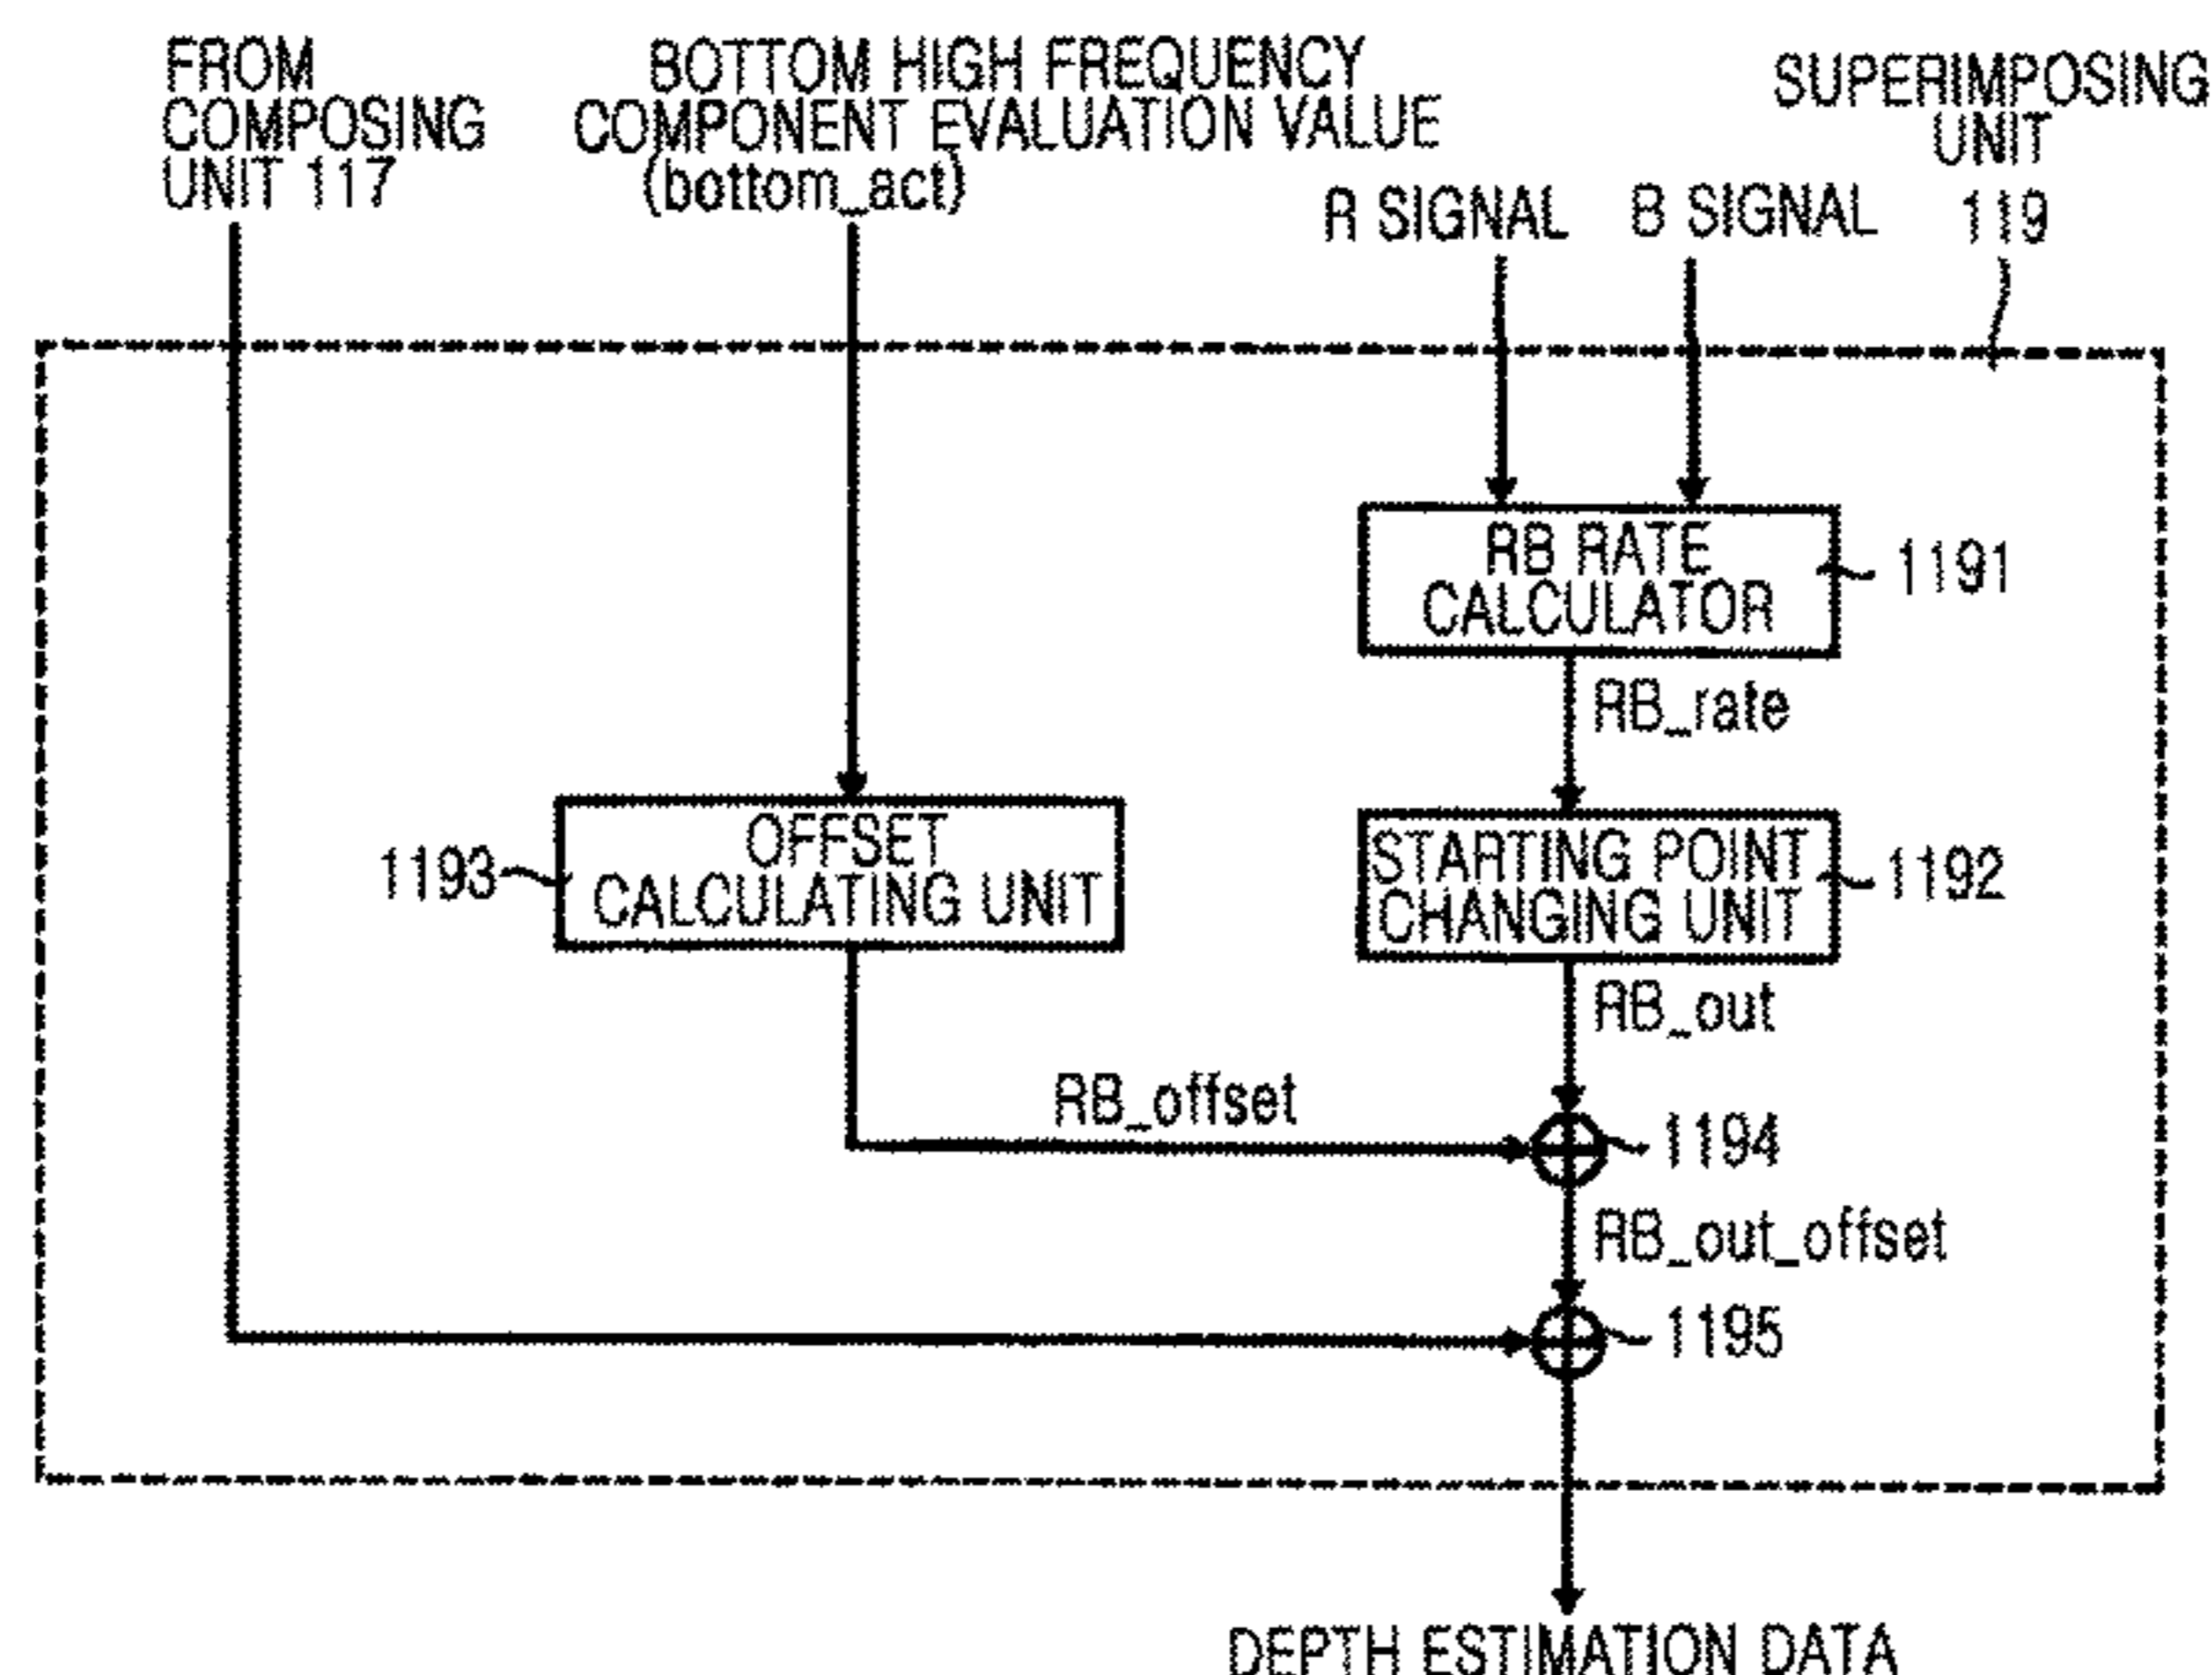 FROM
COMPOSING
UNIT 117
BOTTOM HIGH FREQUENCY
COMPONENT EVALUATION VALUE
(bottom_act)
SUPERIMPOSING
UNIT
119
R SIGNAL
B SIGNAL
RB RATE
CALCULATOR
1191
RB_rate
OFFSET
CALCULATING UNIT
1193
STARTING POINT
CHANGING UNIT
1192
RB_out
RB_offset
1194
RB_out_offset
1195
DEPTH ESTIMATION DATA